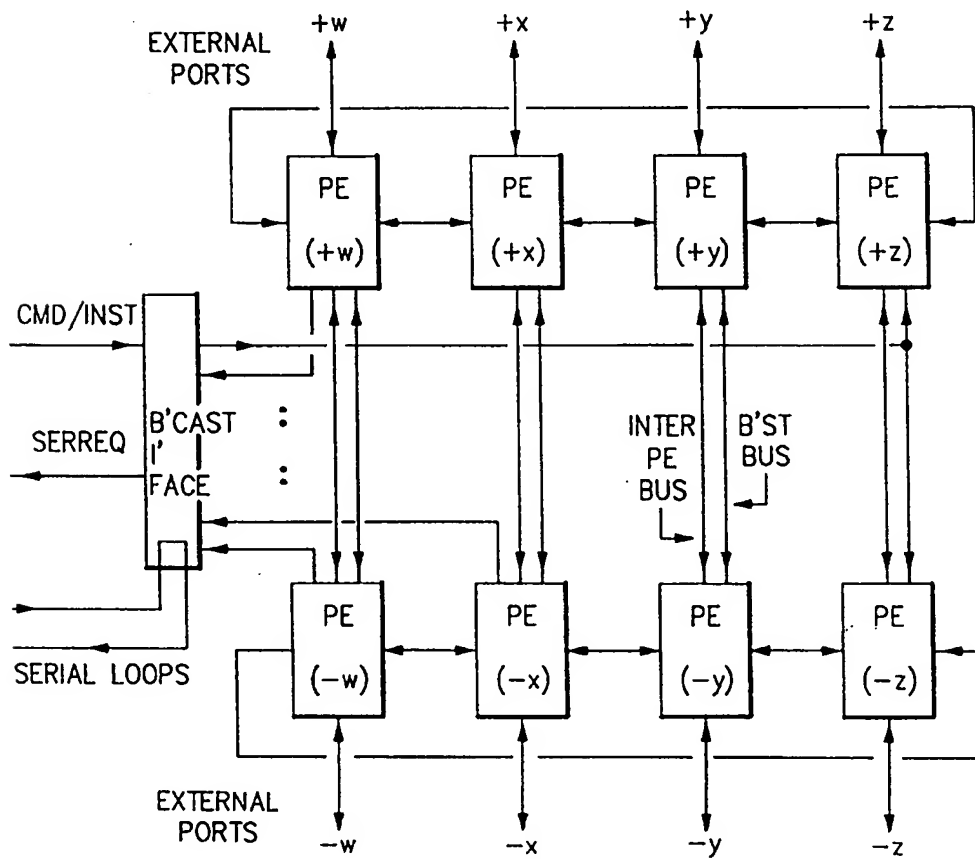 +w +x +y +z
EXTERNAL
PORTS
PE PE PE PE
(+w) (+x) (+y) (+z)
CMD/INST
B'CAST
I'
FACE
SERREQ
INTER
PE
BUS
B'ST
BUS
PE PE PE PE
(−w) (−x) (−y) (−z)
SERIAL LOOPS
EXTERNAL
PORTS
−w −x −y −z